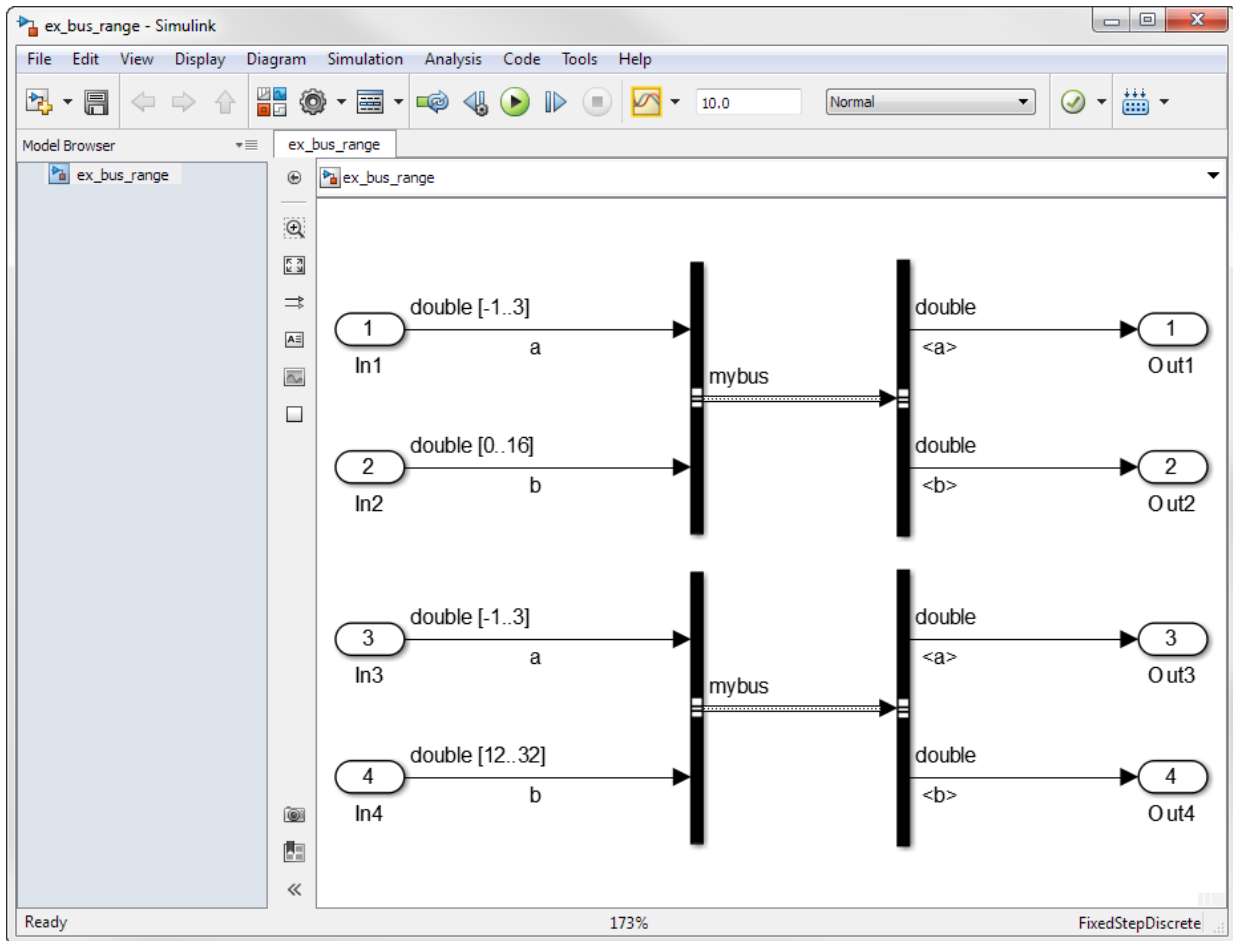 ex_bus_range - Simulink
File Edit View Display Diagram Simulation Analysis Code Tools Help
10.0 Normal
Model Browser
ex_bus_range
ex_bus_range
ex_bus_range
double [-1..3]
1
a
In1
double
<a>
1
Out1
mybus
double [0..16]
2
b
In2
double
<b>
2
Out2
double [-1..3]
3
a
In3
double
<a>
3
Out3
mybus
double [12..32]
4
b
In4
double
<b>
4
Out4
Ready 173% FixedStepDiscrete